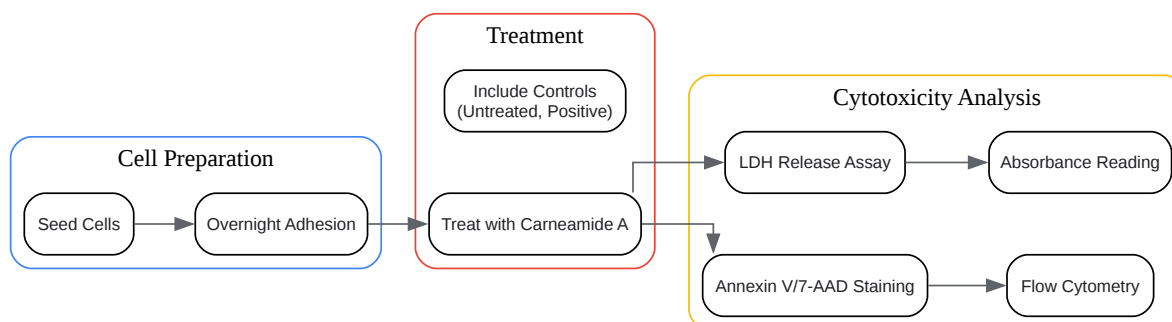 Cell Preparation
Seed Cells
Overnight Adhesion
Treatment
Include Controls
(Untreated, Positive)
Treat with Carneamide A
Cytotoxicity Analysis
LDH Release Assay
Absorbance Reading
Annexin V/7-AAD Staining
Flow Cytometry